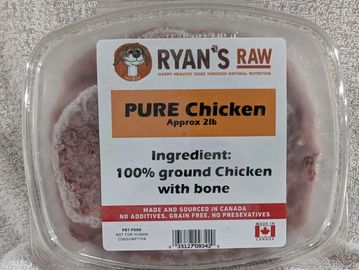 RYAN'S RAW
HAPPY HEALTHY DOGS THROUGH NATURAL NUTRITION
PURE Chicken
Approx 2lb
Ingredient:
100% ground Chicken
with bone
MADE AND SOURCED IN CANADA
NO ADDITIVES, GRAIN FREE, NO PRESEVATIVES
PET FOOD
NOT FOR HUMAN
CONSUMPTION
35127 09342
MADE IN
CANADA